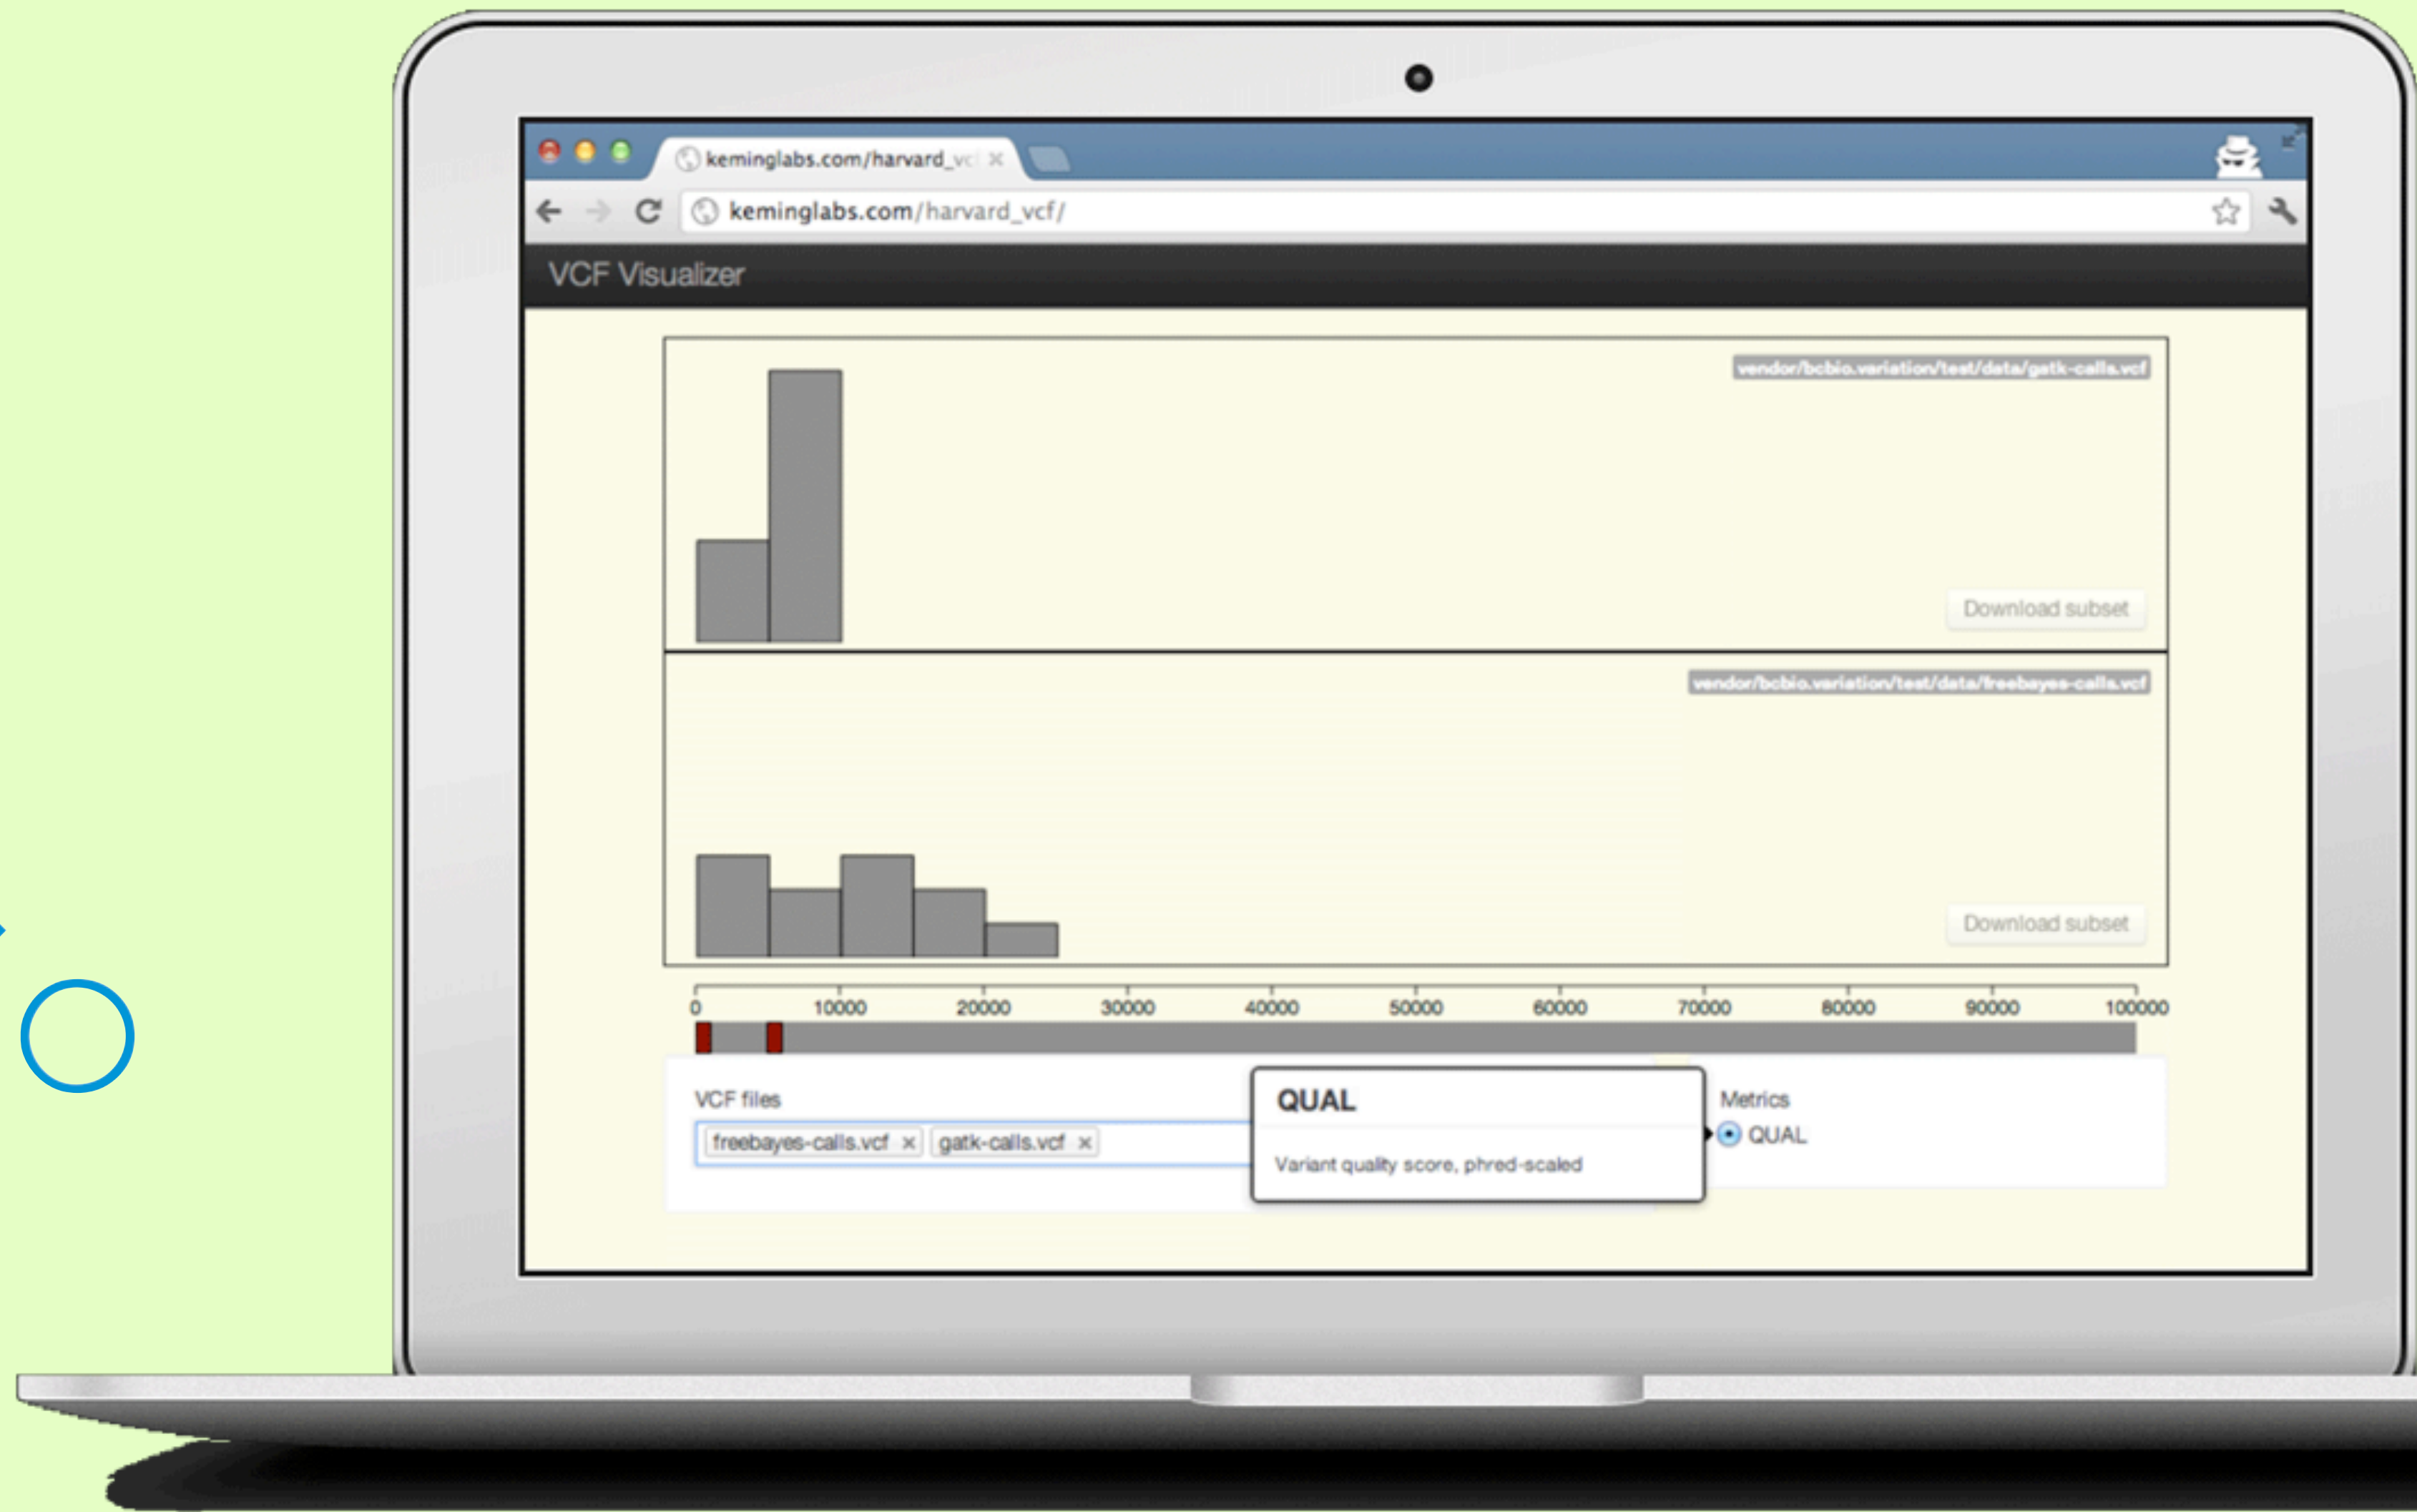 keminglabs.com/harvard_vc
keminglabs.com/harvard_vcf/
VCF Visualizer
vendor/bcbio.variation/test/data/gatk-calls.vcf
Download subset
vendor/bcbio.variation/test/data/freebayes-calls.vcf
Download subset
0 10000 20000 30000 40000 50000 60000 70000 80000 90000 100000
VCF files
freebayes-calls.vcf × gatk-calls.vcf ×
QUAL
Variant quality score, phred-scaled
Metrics
QUAL